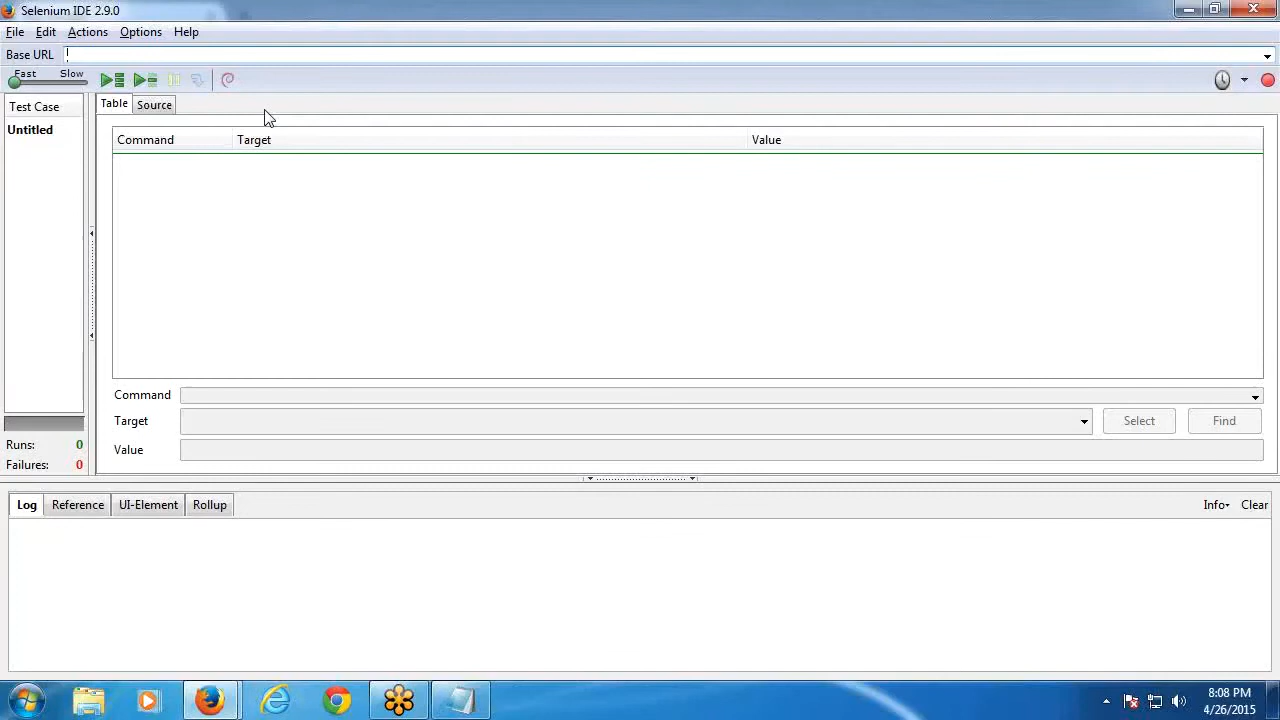 Selenium IDE 2.9.0
File Edit Actions Options Help
Base URL
Fast Slow
Test Case
Table Source
Untitled
Command Target Value
Command
Target Select Find
Runs: 0
Value
Failures: 0
Log Reference UI-Element Rollup Info Clear
8:08 PM
4/26/2015